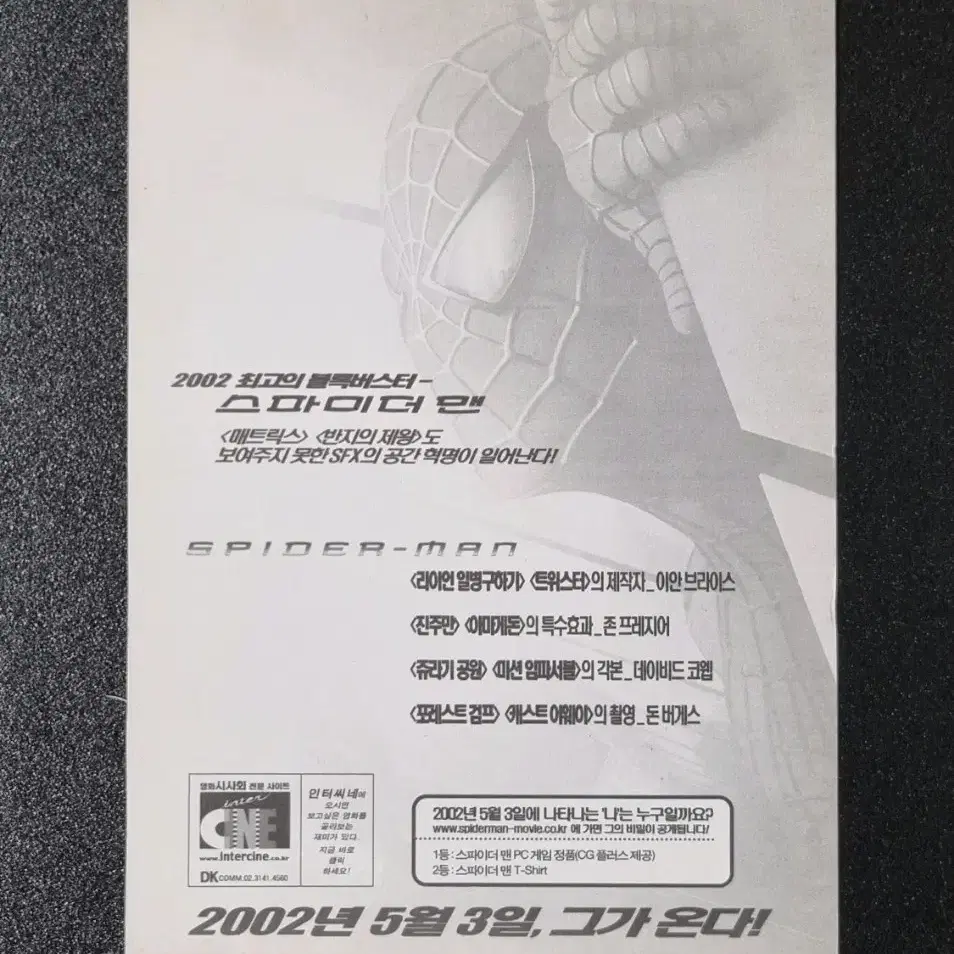 2002 최고의 블록버스터-
스파이더 맨
<매트릭스> <반지의 제왕>도
보여주지 못한 SFX의 공간 혁명이 일어난다!
SPIDER-MAN
<라이언 일병구하기> <트위스터>의 제작자_이안 브라이스
<진주만> <아마게돈>의 특수효과_존 프레지어
<쥬라기 공원> <미션 임파서블>의 각본_데이비드 코웹
<포레스트 검프> <캐스트 어웨이>의 촬영_돈 버게스
영화시사회 전문 사이트
inter
CINE
www.intercine.co.kr
DKCOMM.02.3141.4560
인터씨네에
오시면
보고싶은 영화를
골라보는
재미가 있다.
지금 바로
클릭
하세요!
2002년 5월 3일에 나타나는 '나'는 누구일까요?
www.spiderman-movie.co.kr 에 가면 그의 비밀이 공개됩니다!
1등 : 스파이더 맨 PC 게임 정품(CG 플러스 제공)
2등 : 스파이더 맨 T-Shirt
2002년 5월 3일, 그가 온다!